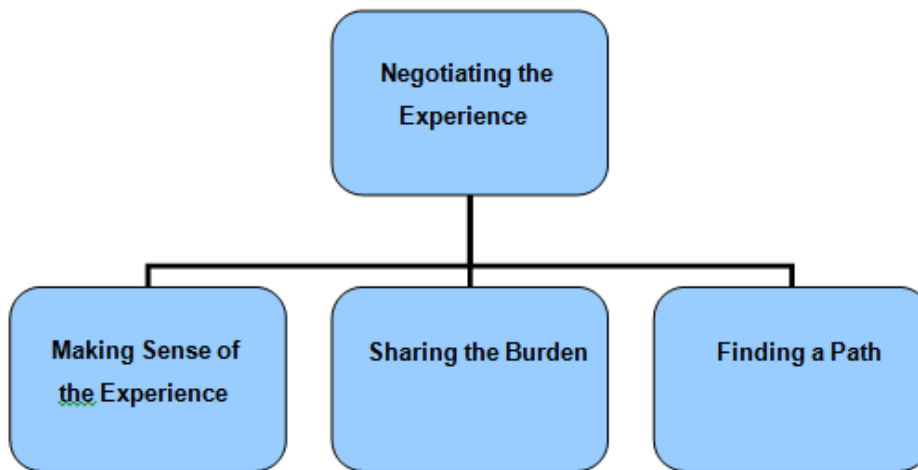 Negotiating the
Experience
Making Sense of
the Experience
Sharing the Burden
Finding a Path